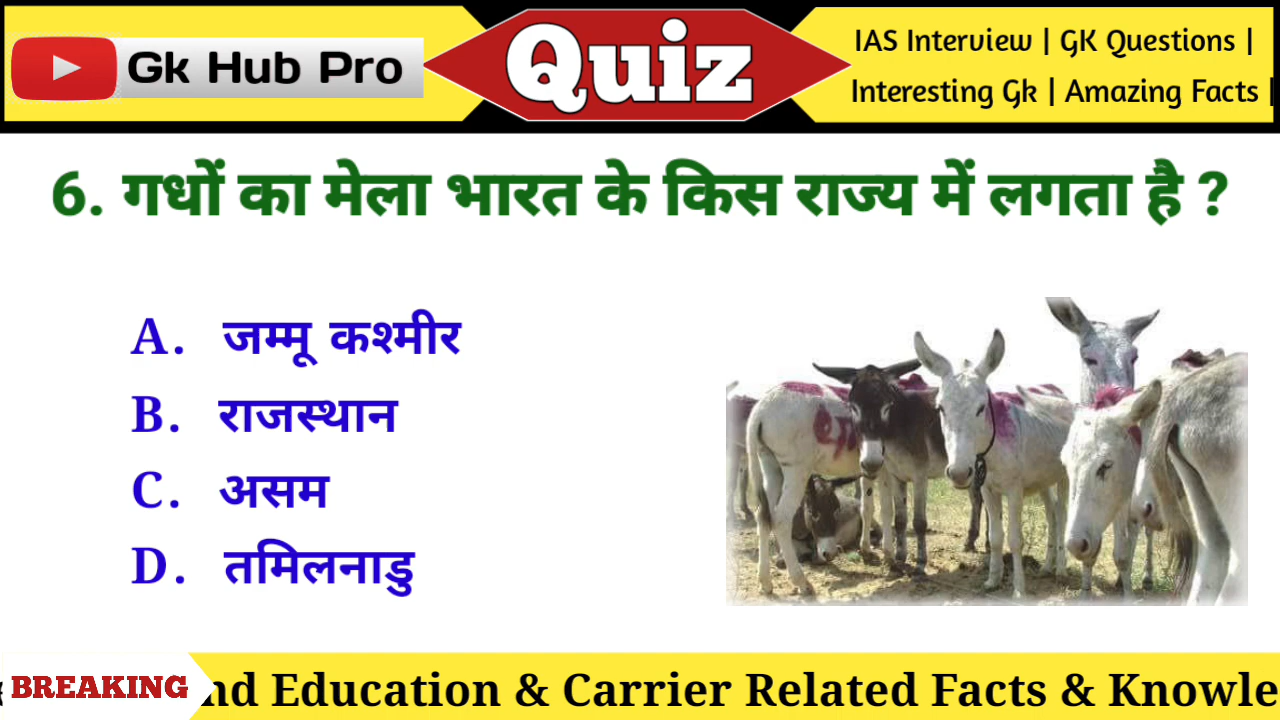 Gk Hub Pro
Quiz
IAS Interview | GK Questions |
Interesting Gk | Amazing Facts |
6. गधों का मेला भारत के किस राज्य में लगता है ?
A. जम्मू कश्मीर
B. राजस्थान
C. असम
D. तमिलनाडु
BREAKING nd Education & Carrier Related Facts & Knowle